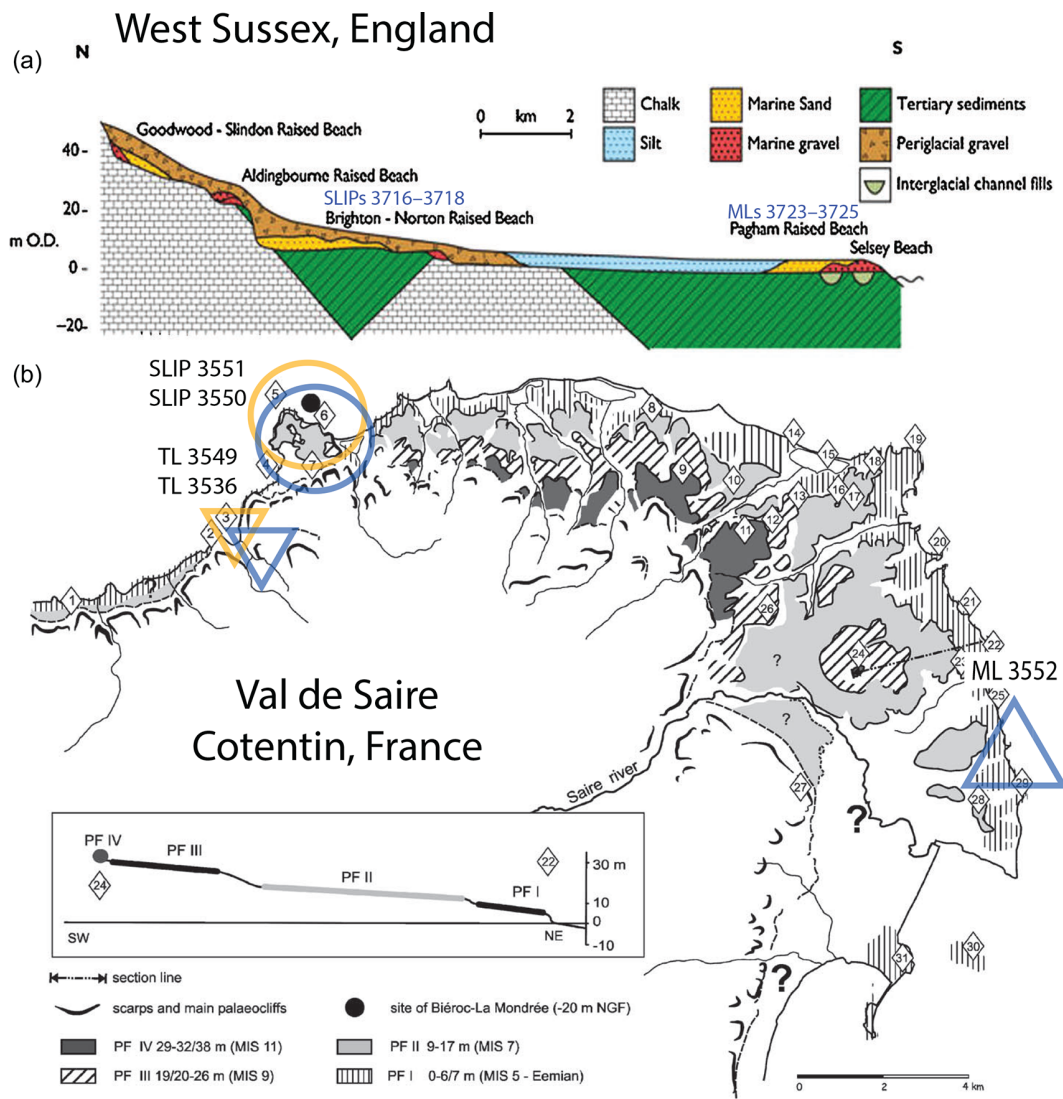 West Sussex, England
(a)
N
S
Goodwood - Slindon Raised Beach
Aldingbourne Raised Beach
SLIPs 3716–3718
Brighton - Norton Raised Beach
MLs 3723–3725
Pagham Raised Beach
Selsey Beach
0 km 2
Chalk
Marine Sand
Tertiary sediments
Silt
Marine gravel
Periglacial gravel
Interglacial channel fills
40-
20-
m O.D.
0 -
-20-
(b)
SLIP 3551
SLIP 3550
TL 3549
TL 3536
ML 3552
1
2
3
4
5
6
7
8
9
10
11
12
13
14
15
16
17
18
19
20
21
22
23
24
25
26
27
28
29
30
31
?
?
?
?
Val de Saire
Cotentin, France
Saire river
PF IV
PF III
PF II
PF I
24
22
30 m
10
0
-10
SW
NE
section line
scarps and main palaeocliffs
site of Biéroc-La Mondrée (-20 m NGF)
PF IV 29-32/38 m (MIS 11)
PF II 9-17 m (MIS 7)
PF III 19/20-26 m (MIS 9)
PF I 0-6/7 m (MIS 5 - Eemian)
0 2 4 km